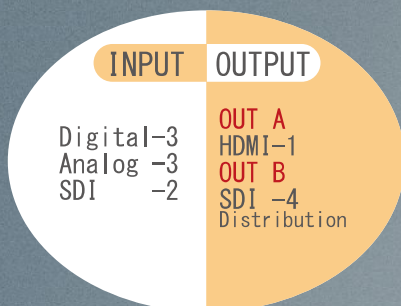 INPUT
Digital-3
Analog -3
SDI -2
OUTPUT
OUT A
HDMI-1
OUT B
SDI -4
Distribution